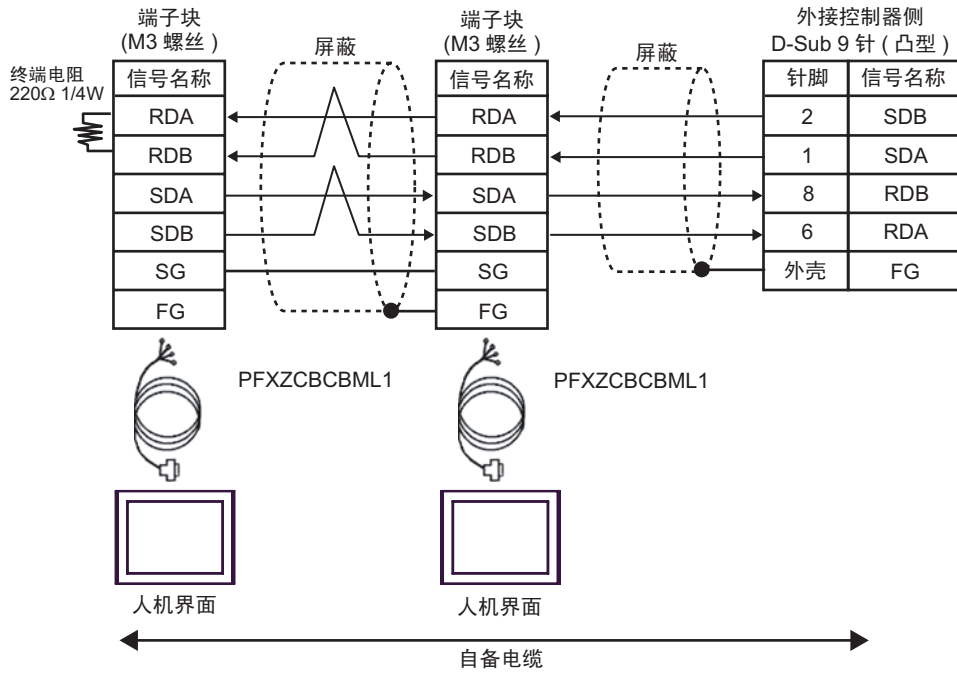 端子块
(M3 螺丝 )
端子块
(M3 螺丝 )
外接控制器侧
D-Sub 9 针 ( 凸型 )
屏蔽
屏蔽
终端电阻
220Ω 1/4W
信号名称
信号名称
针脚 信号名称
RDA
RDA
2 SDB
RDB
RDB
1 SDA
SDA
SDA
8 RDB
SDB
SDB
6 RDA
SG
SG
外壳 FG
FG
FG
PFXZCBCBML1
PFXZCBCBML1
人机界面
人机界面
自备电缆